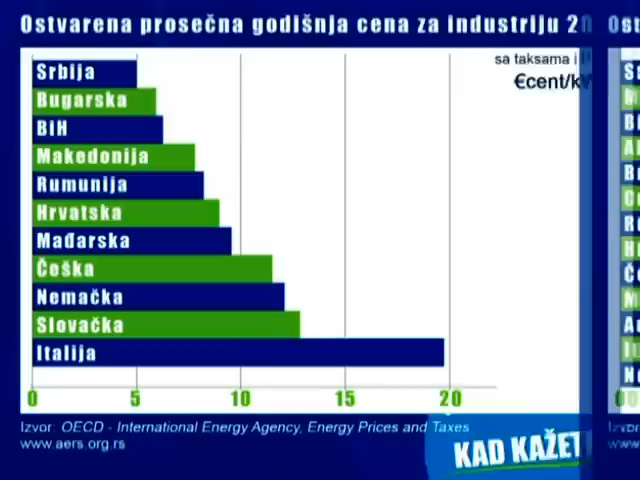 Ostvarena prosečna godišnja cena za industriju
sa taksama i
€cent/k
Srbija
Bugarska
BiH
Makedonija
Rumunija
Hrvatska
Mađarska
Češka
Nemačka
Slovačka
Italija
0 5 10 15 20
Izvor: OECD - International Energy Agency, Energy Prices and Taxes
www.aers.org.rs
KAD KAŽET